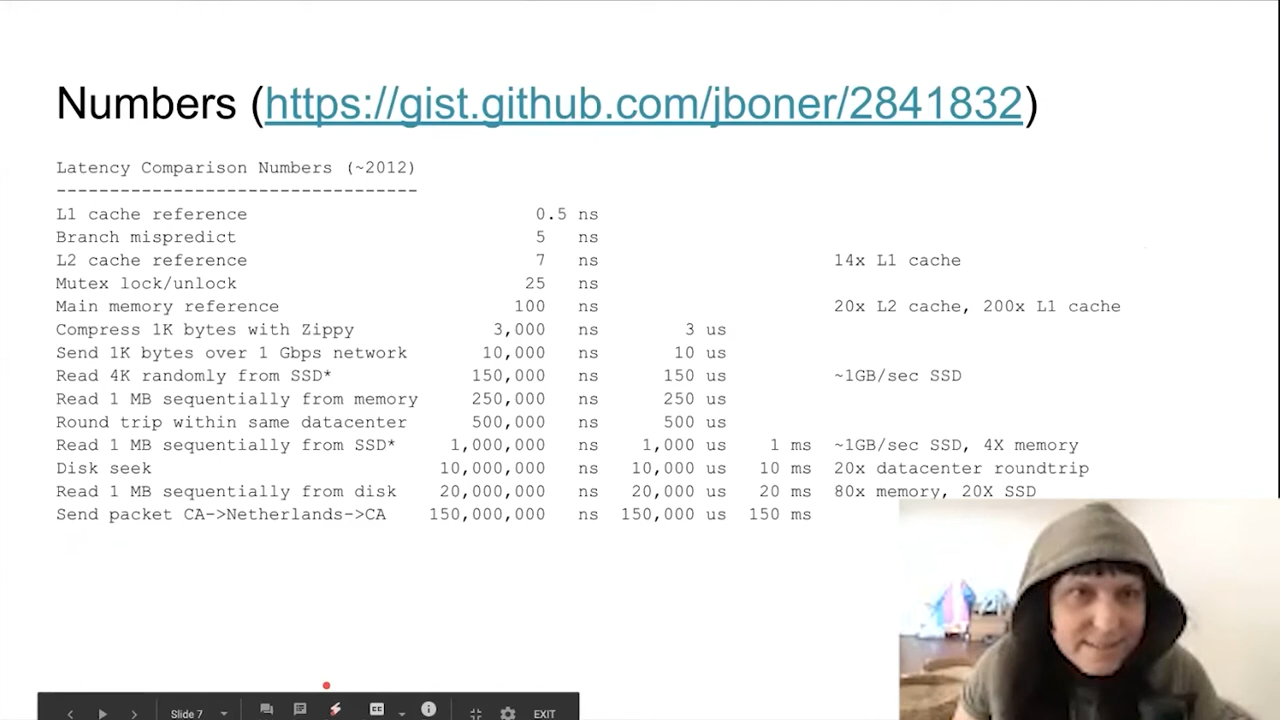 Numbers (https://gist.github.com/jboner/2841832)
Latency Comparison Numbers (~2012)
----------------------------------
L1 cache reference 0.5 ns
Branch mispredict 5 ns
L2 cache reference 7 ns 14x L1 cache
Mutex lock/unlock 25 ns
Main memory reference 100 ns 20x L2 cache, 200x L1 cache
Compress 1K bytes with Zippy 3,000 ns 3 us
Send 1K bytes over 1 Gbps network 10,000 ns 10 us
Read 4K randomly from SSD* 150,000 ns 150 us ~1GB/sec SSD
Read 1 MB sequentially from memory 250,000 ns 250 us
Round trip within same datacenter 500,000 ns 500 us
Read 1 MB sequentially from SSD* 1,000,000 ns 1,000 us 1 ms ~1GB/sec SSD, 4X memory
Disk seek 10,000,000 ns 10,000 us 10 ms 20x datacenter roundtrip
Read 1 MB sequentially from disk 20,000,000 ns 20,000 us 20 ms 80x memory, 20X SSD
Send packet CA->Netherlands->CA 150,000,000 ns 150,000 us 150 ms
Slide 7 CC EXIT